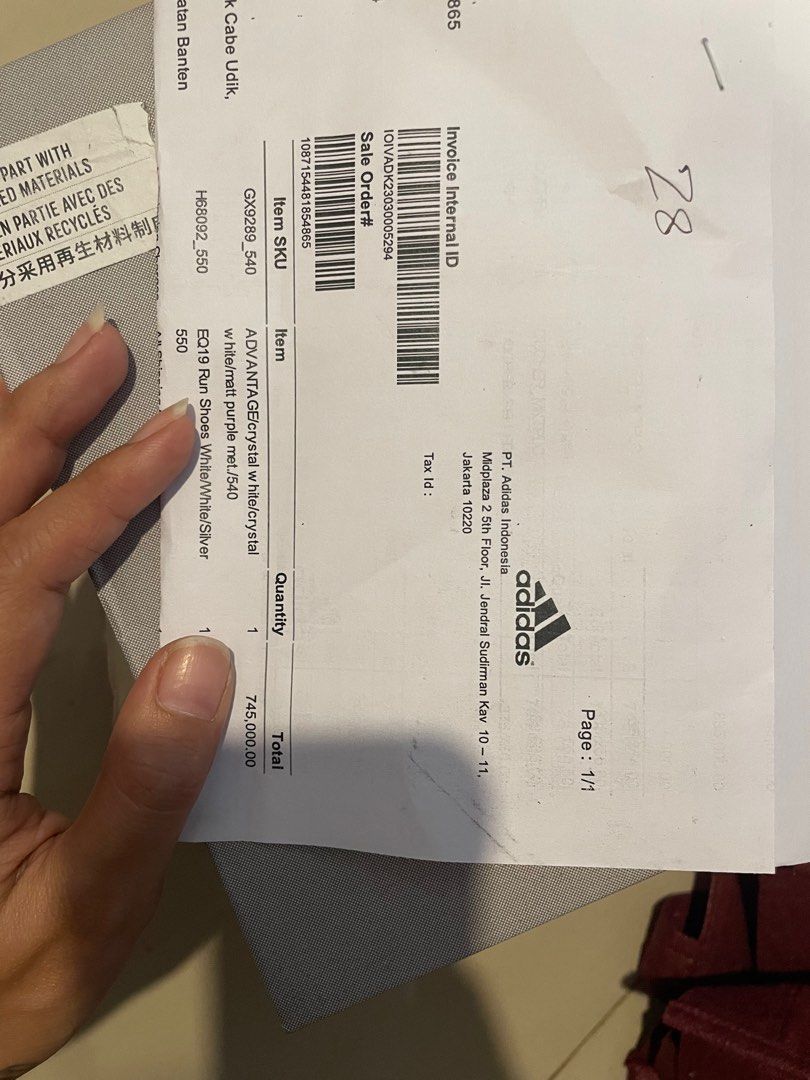 28
Page : 1/1
adidas
PT. Adidas Indonesia
Midplaza 2 5th Floor, Jl. Jendral Sudirman Kav 10 – 11,
Jakarta 10220
865
Invoice Internal ID
Tax Id :
IOIVADK23030005294
Sale Order#
1087154481854865
Item SKU Item Quantity Total
GX9289_540 ADVANTAGE/crystal white/crystal 1 745,000.00
white/matt purple met./540
H68092_550 EQ19 Run Shoes White/White/Silver 1
550
k Cabe Udik,
atan Banten
PART WITH
ED MATERIALS
EN PARTIE AVEC DES
ÉRIAUX RECYCLÉS
分采用再生材料制